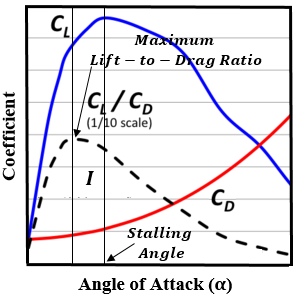 C_L
Maximum
Lift − to − Drag Ratio
C_L / C_D
(1/10 scale)
I
C_D
Stalling
Angle
Coefficient
Angle of Attack (α)